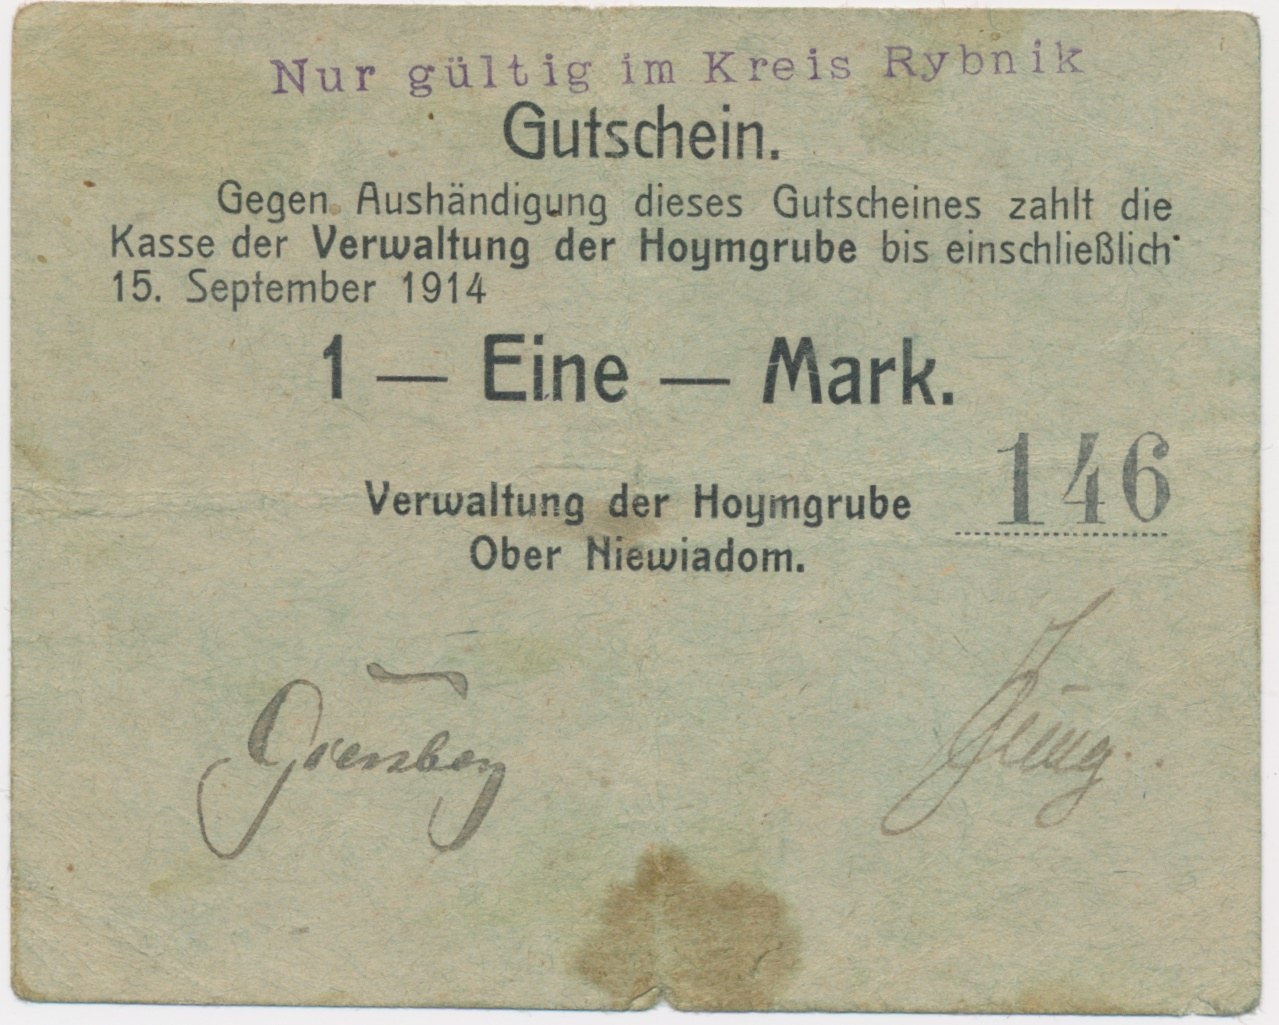 Nur gültig im Kreis Rybnik
Gutschein.
Gegen Aushändigung dieses Gutscheines zahlt die
Kasse der Verwaltung der Hoymgrube bis einschließlich
15. September 1914
1 — Eine — Mark.
146
Verwaltung der Hoymgrube
Ober Niewiadom.